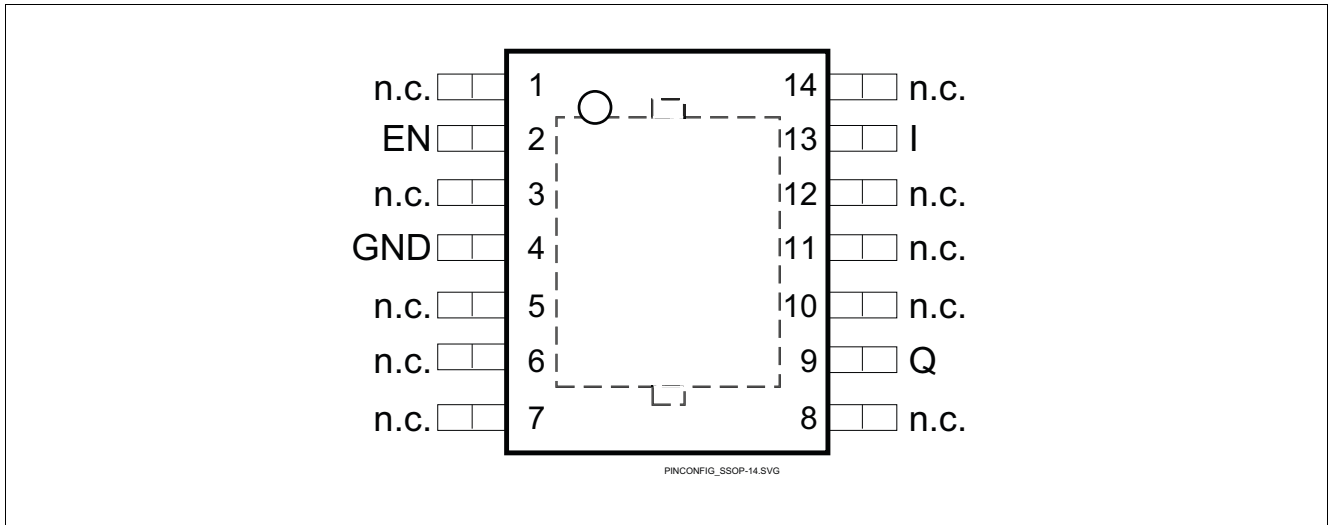 n.c. 1 14 n.c.
EN 2 13 I
n.c. 3 12 n.c.
GND 4 11 n.c.
n.c. 5 10 n.c.
n.c. 6 9 Q
n.c. 7 8 n.c.
PINCONFIG_SSOP-14.SVG